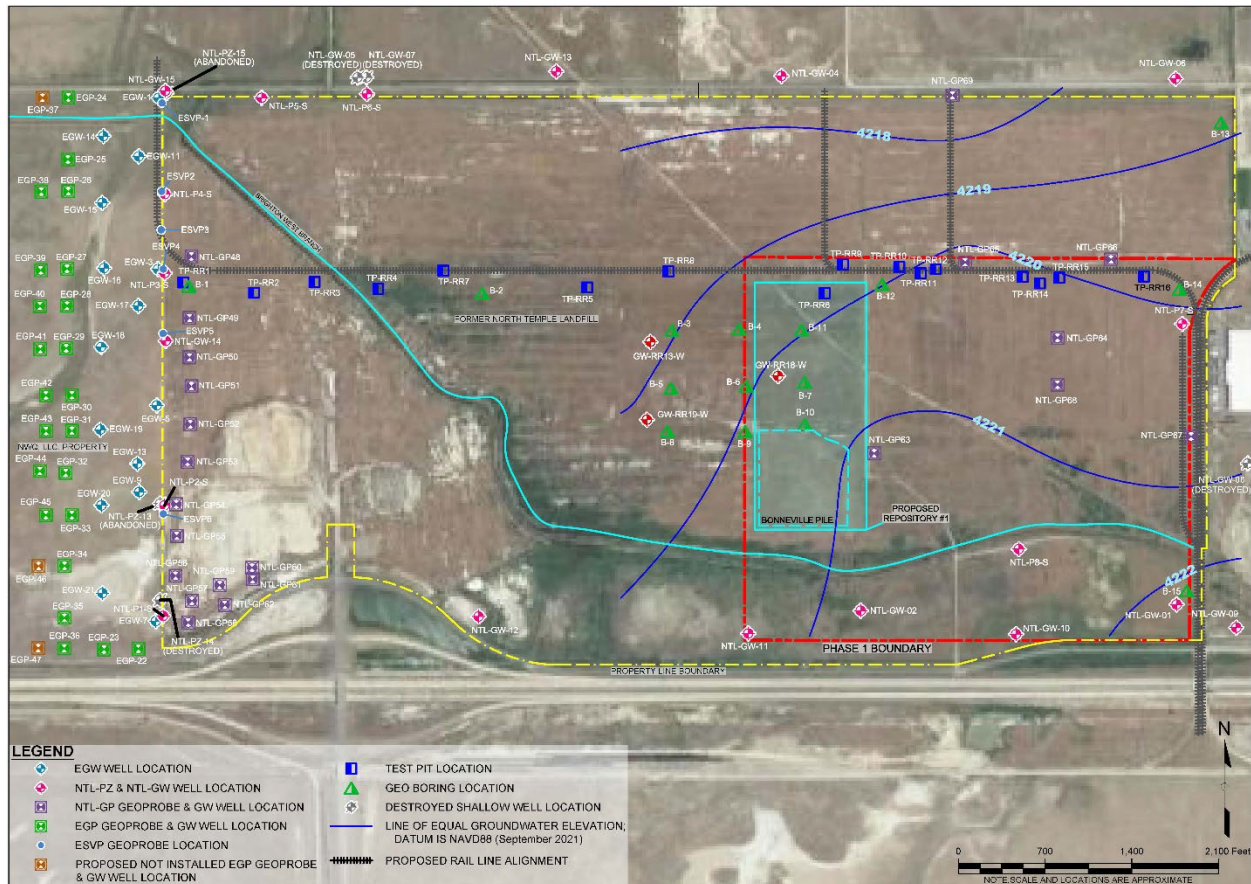 NTL-PZ-15
(ABANDONED)
NTL-GW-05
(DESTROYED)
NTL-GW-07
(DESTROYED)
NTL-GW-13
NTL-GW-04
NTL-GW-06
NTL-GW-15
EGP-37
EGP-24
NTL-P5-S
NTL-P6-S
NTL-GP69
ESVP-1
EGW-14
B-13
4218
EGW-11
EGP-25
ESVP2
EGP-38
EGP-26
NTL-P4-S
4219
EGW-15
BRIGHTON WEST BRANCH
ESVP3
ESVP4
NTL-GP48
EGP-39
EGP-27
EGW-16
EGW-3
TP-RR1
NTL-P3-S
B-1
TP-RR2
TP-RR3
TP-RR4
TP-RR7
B-2
TP-RR5
TP-RR8
TP-RR9
TP-RR10
TP-RR12
TP-RR11
NTL-GP66
4220
TP-RR13
TP-RR15
TP-RR14
TP-RR16
B-14
B-12
TP-RR6
NTL-P7-S
EGP-40
EGP-28
EGW-17
NTL-GP49
FORMER NORTH TEMPLE LANDFILL
B-3
B-4
B-11
ESVP5
EGP-41
EGP-29
EGW-18
NTL-GW-14
GW-RR13-W
NTL-GP64
NTL-GP50
GW-RR18-W
B-5
B-6
B-7
NTL-GP51
NTL-GP68
EGP-42
EGP-30
EGW-5
4221
EGP-43
EGP-31
NWQ, LLC. PROPERTY
EGW-19
NTL-GP52
GW-RR19-W
B-8
B-9
B-10
NTL-GP67
EGW-13
NTL-GP53
NTL-GP63
EGP-44
EGP-32
EGW-9
NTL-P2-S
NTL-GW-08
(DESTROYED)
EGW-20
NTL-GP54
NTL-PZ-13
(ABANDONED)
EGP-45
EGP-33
ESVP6
BONNEVILLE PILE
PROPOSED
REPOSITORY #1
NTL-GP55
NTL-P8-S
EGP-34
EGP-46
NTL-GP56
NTL-GP59
NTL-GP60
NTL-GP61
4222
EGW-21
NTL-GP57
NTL-GP62
B-15
EGP-35
NTL-P1-S
EGW-7
NTL-GW-12
NTL-GW-02
NTL-GW-01
NTL-GW-09
NTL-GW-11
NTL-GW-10
EGP-47
EGP-36
EGP-23
EGP-22
NTL-PZ-14
(DESTROYED)
PHASE 1 BOUNDARY
PROPERTY LINE BOUNDARY
LEGEND
EGW WELL LOCATION
NTL-PZ & NTL-GW WELL LOCATION
NTL-GP GEOPROBE & GW WELL LOCATION
EGP GEOPROBE & GW WELL LOCATION
ESVP GEOPROBE LOCATION
PROPOSED NOT INSTALLED EGP GEOPROBE
& GW WELL LOCATION
TEST PIT LOCATION
GEO BORING LOCATION
DESTROYED SHALLOW WELL LOCATION
LINE OF EQUAL GROUNDWATER ELEVATION;
DATUM IS NAVD88 (September 2021)
PROPOSED RAIL LINE ALIGNMENT
N
0 700 1,400 2,100 Feet
NOTE:SCALE AND LOCATIONS ARE APPROXIMATE